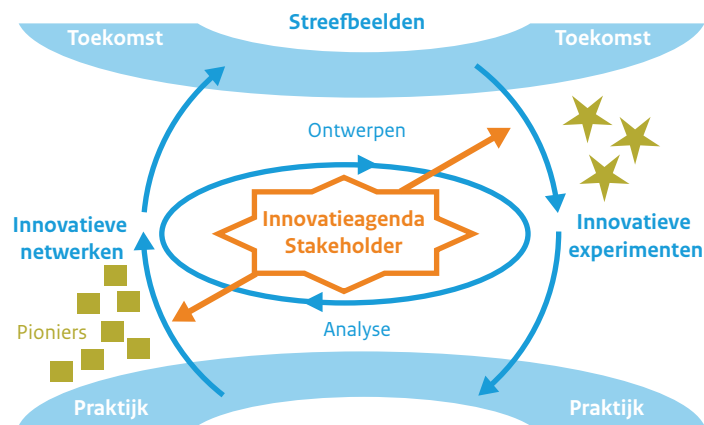 Streefbeelden
Toekomst
Toekomst
Ontwerpen
Innovatieve
netwerken
Innovatieagenda
Stakeholder
Innovatieve
experimenten
Pioniers
Analyse
Praktijk
Praktijk